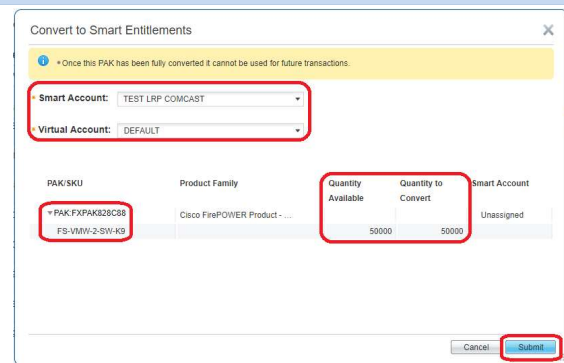 Convert to Smart Entitlements
Once this PAK has been fully converted it cannot be used for future transactions.
* Smart Account: TEST LRP COMCAST
* Virtual Account: DEFAULT
PAK/SKU Product Family Quantity Available Quantity to Convert Smart Account
PAK:FXPAK828C88 Cisco FirePOWER Product - .... Unassigned
FS-VMW-2-SW-K9 50000 50000
Cancel Submit